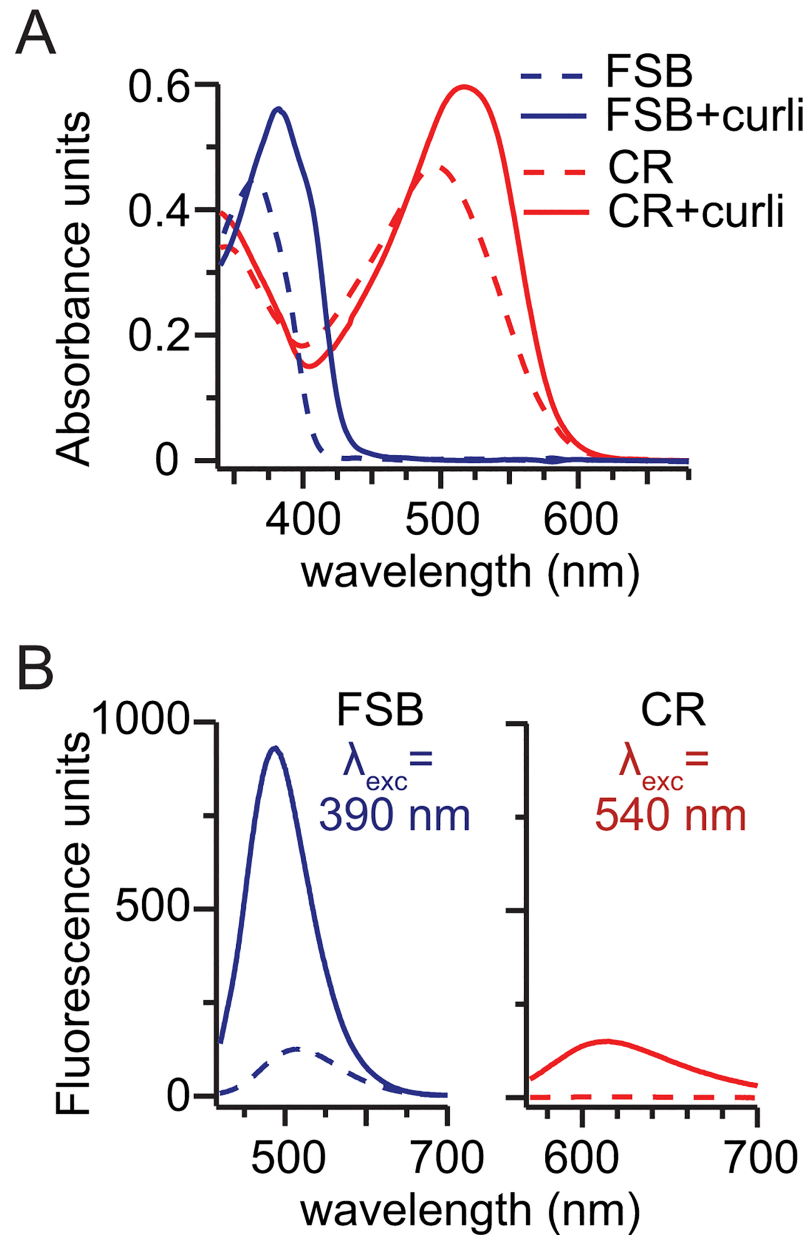 A
Absorbance units
0.6
0.4
0.2
0
FSB
FSB+curli
CR
CR+curli
400 500 600
wavelength (nm)
B
Fluorescence units
1000
500
0
FSB
λexc=
390 nm
CR
λexc=
540 nm
500 700
600 700
wavelength (nm)